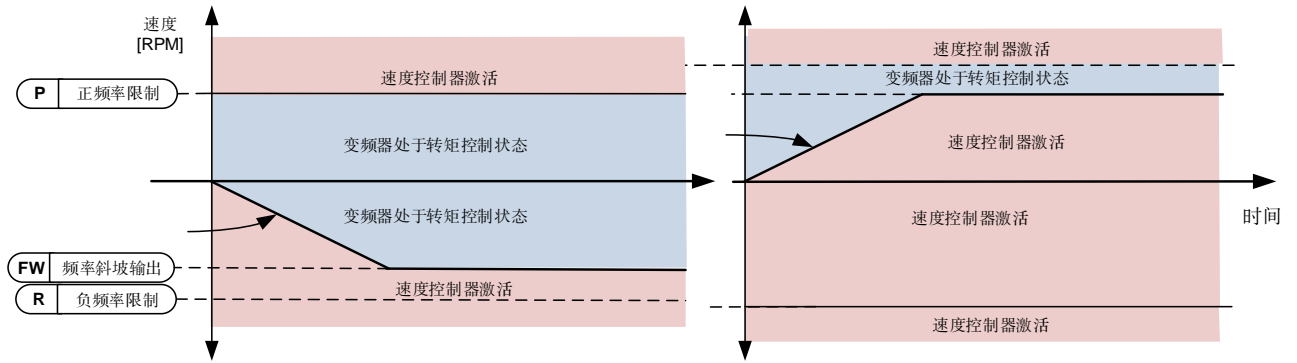 速度
[RPM]
速度控制器激活
P 正频率限制
变频器处于转矩控制状态
变频器处于转矩控制状态
FW 频率斜坡输出
速度控制器激活
R 负频率限制
速度控制器激活
变频器处于转矩控制状态
速度控制器激活
速度控制器激活
时间
速度控制器激活